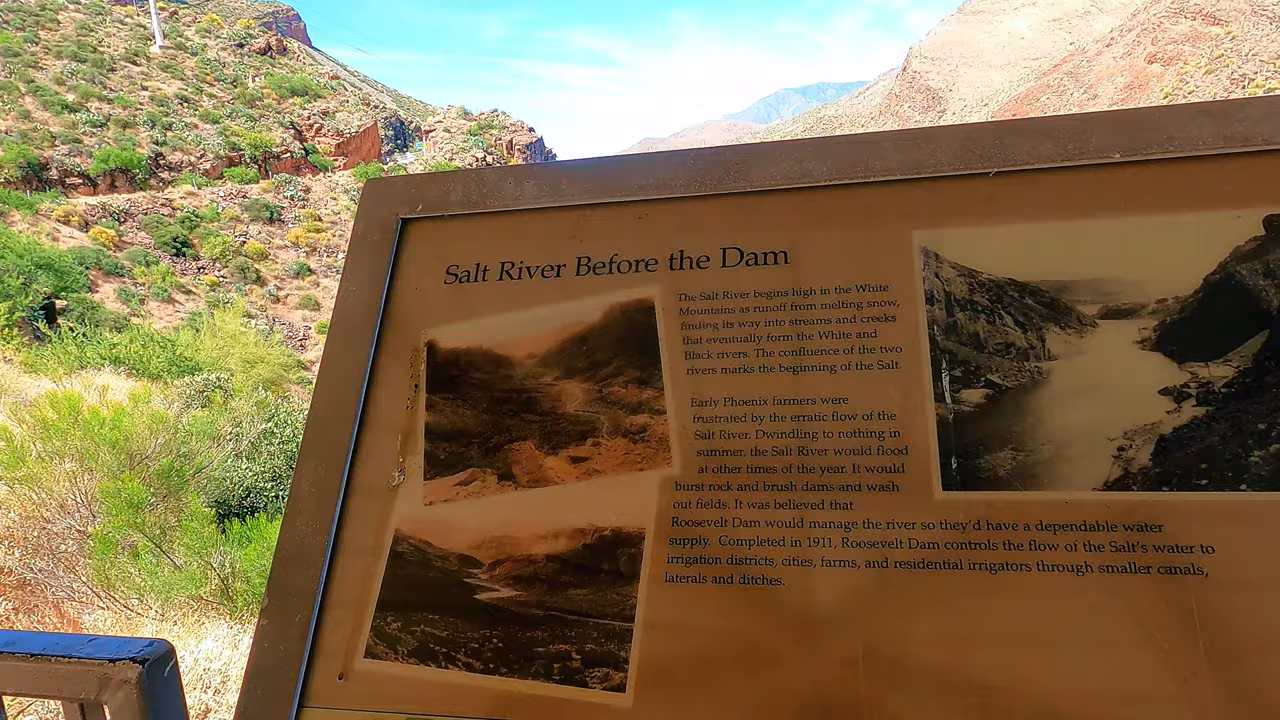 Salt River Before the Dam
The Salt River begins high in the White
Mountains as runoff from melting snow,
finding its way into streams and creeks
that eventually form the White and
Black rivers. The confluence of the two
rivers marks the beginning of the Salt.
Early Phoenix farmers were
frustrated by the erratic flow of the
Salt River. Dwindling to nothing in
summer, the Salt River would flood
at other times of the year. It would
burst rock and brush dams and wash
out fields. It was believed that
Roosevelt Dam would manage the river so they'd have a dependable water
supply. Completed in 1911, Roosevelt Dam controls the flow of the Salt's water to
irrigation districts, cities, farms, and residential irrigators through smaller canals,
laterals and ditches.